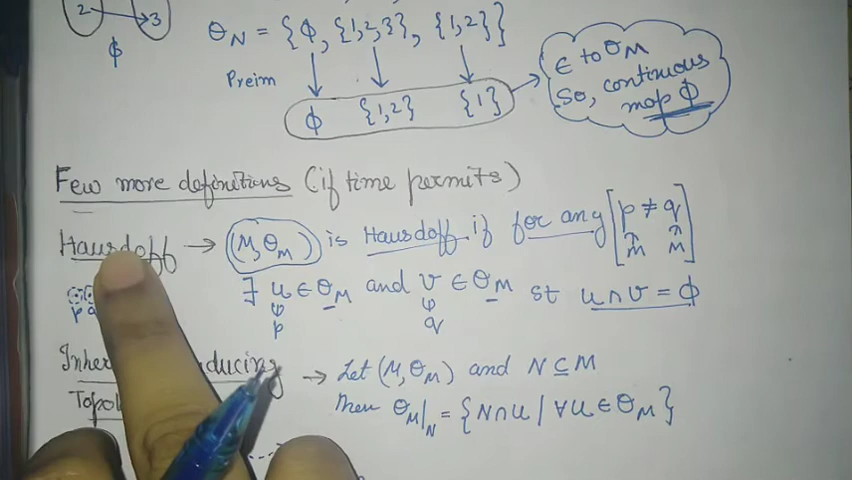 2 3
ϕ
Θ_N = {ϕ, {1,2,3}, {1,2}}
Preim
ϕ {1,2} {1}
∈ to Θ_M
So, continuous
map ϕ
Few more definitions (if time permits)
Hausdoff → (M, Θ_M) is Hausdoff if for any [p ≠ q]
M M
∃ u ∈ Θ_M and v ∈ Θ_M st u ∩ v = ϕ
p q
p
ducing → Let (M, Θ_M) and N ⊆ M
Then Θ_M|_N = {N ∩ u | ∀ u ∈ Θ_M}